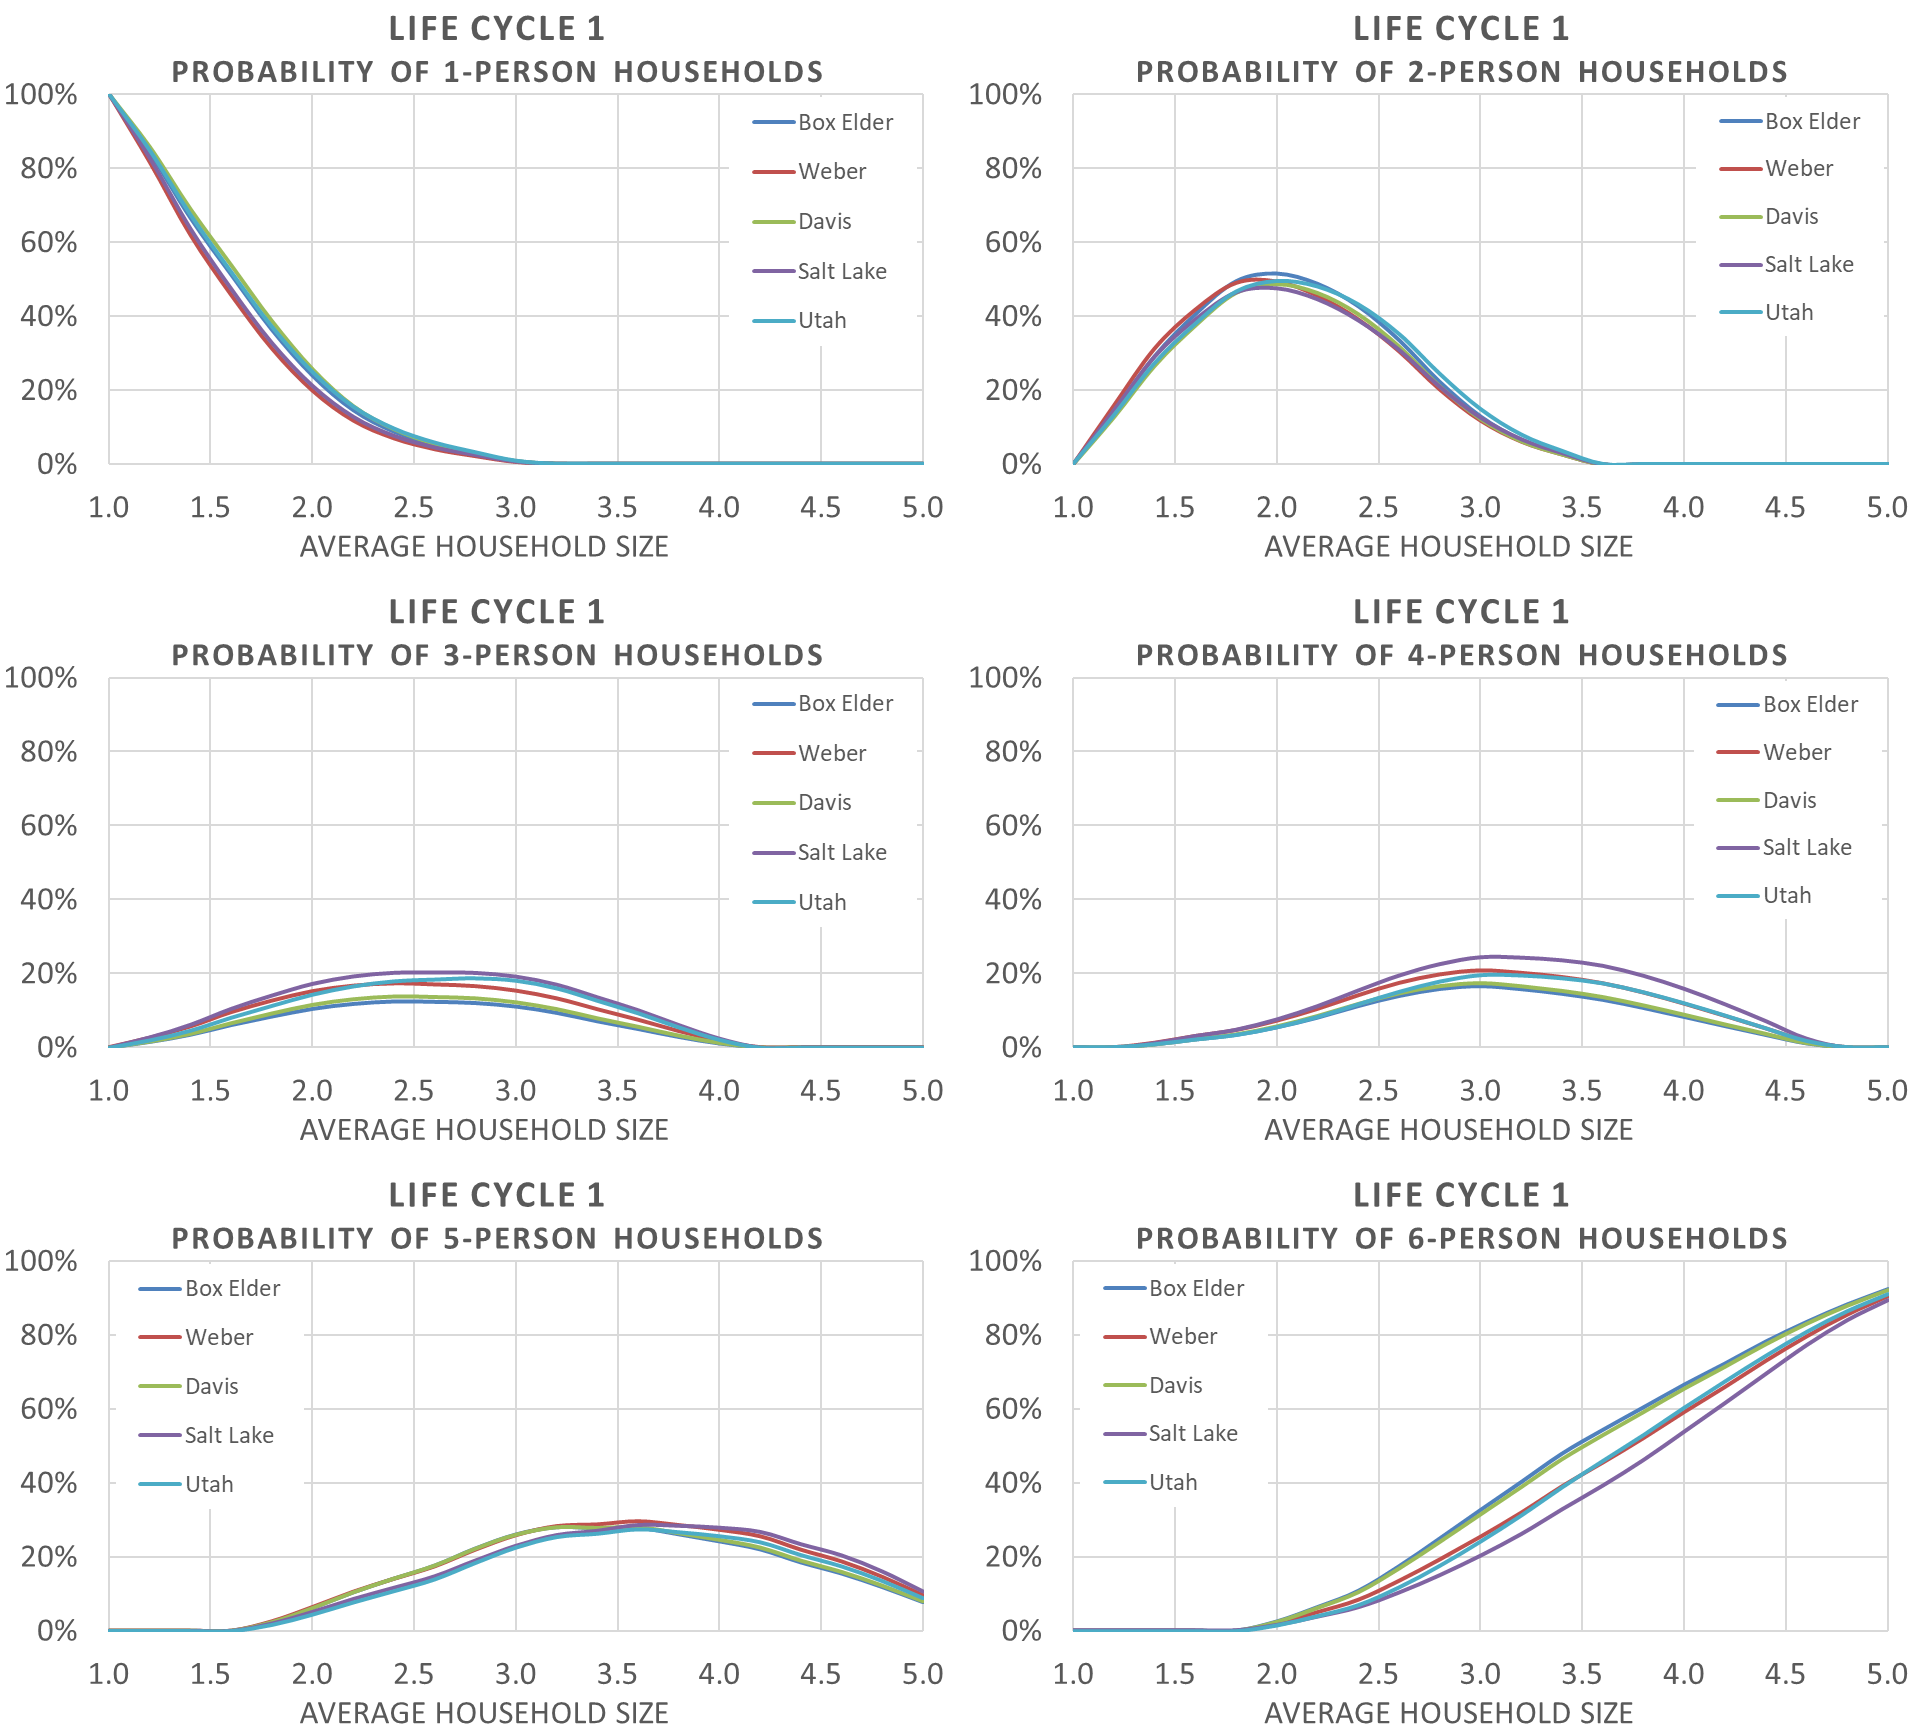 LIFE CYCLE 1
PROBABILITY OF 1-PERSON HOUSEHOLDS
100%
80%
60%
40%
20%
0%
Box Elder
Weber
Davis
Salt Lake
Utah
1.0 1.5 2.0 2.5 3.0 3.5 4.0 4.5 5.0
AVERAGE HOUSEHOLD SIZE
LIFE CYCLE 1
PROBABILITY OF 2-PERSON HOUSEHOLDS
100%
80%
60%
40%
20%
0%
Box Elder
Weber
Davis
Salt Lake
Utah
1.0 1.5 2.0 2.5 3.0 3.5 4.0 4.5 5.0
AVERAGE HOUSEHOLD SIZE
LIFE CYCLE 1
PROBABILITY OF 3-PERSON HOUSEHOLDS
100%
80%
60%
40%
20%
0%
Box Elder
Weber
Davis
Salt Lake
Utah
1.0 1.5 2.0 2.5 3.0 3.5 4.0 4.5 5.0
AVERAGE HOUSEHOLD SIZE
LIFE CYCLE 1
PROBABILITY OF 4-PERSON HOUSEHOLDS
100%
80%
60%
40%
20%
0%
Box Elder
Weber
Davis
Salt Lake
Utah
1.0 1.5 2.0 2.5 3.0 3.5 4.0 4.5 5.0
AVERAGE HOUSEHOLD SIZE
LIFE CYCLE 1
PROBABILITY OF 5-PERSON HOUSEHOLDS
100%
80%
60%
40%
20%
0%
Box Elder
Weber
Davis
Salt Lake
Utah
1.0 1.5 2.0 2.5 3.0 3.5 4.0 4.5 5.0
AVERAGE HOUSEHOLD SIZE
LIFE CYCLE 1
PROBABILITY OF 6-PERSON HOUSEHOLDS
100%
80%
60%
40%
20%
0%
Box Elder
Weber
Davis
Salt Lake
Utah
1.0 1.5 2.0 2.5 3.0 3.5 4.0 4.5 5.0
AVERAGE HOUSEHOLD SIZE